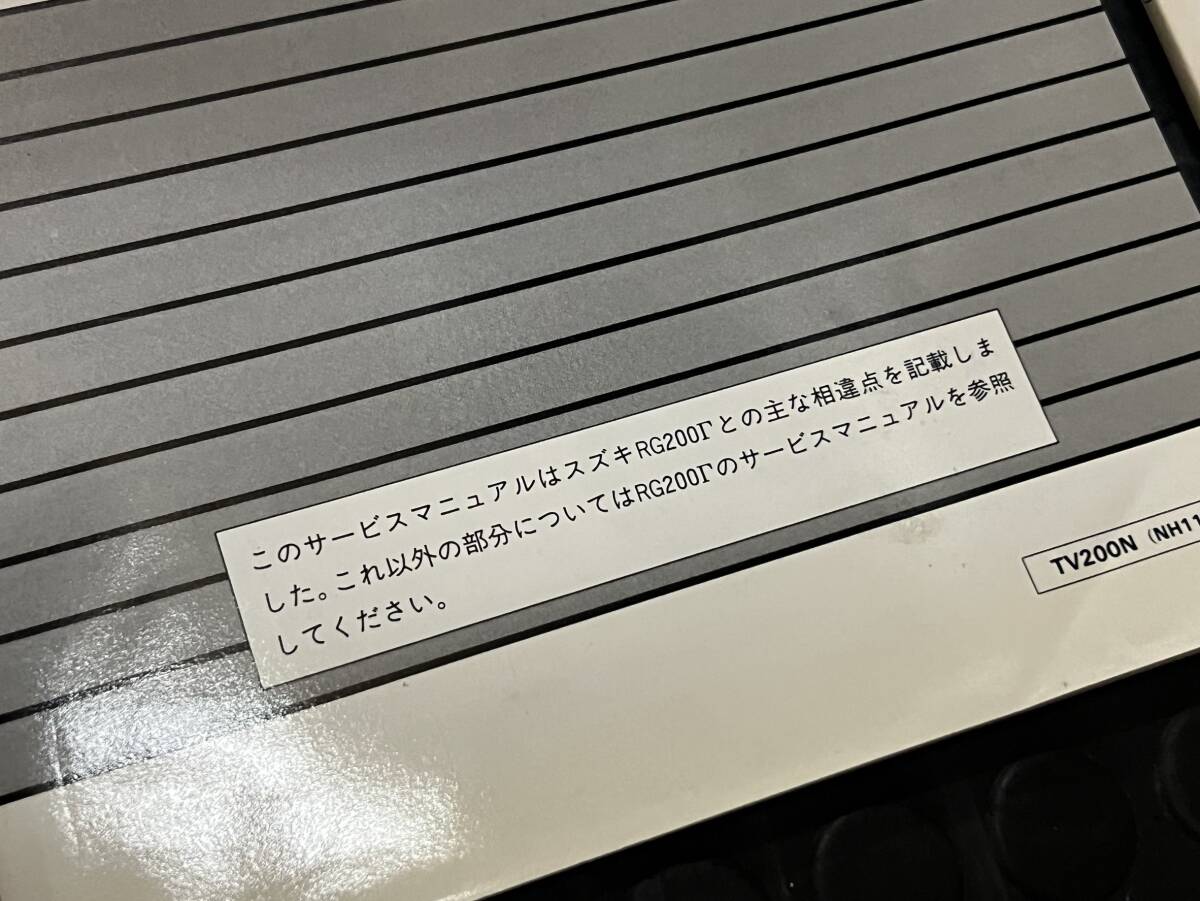 このサービスマニュアルはスズキRG200Γとの主な相違点を記載しま
した。これ以外の部分についてはRG200Γのサービスマニュアルを参照
してください。
TV200N (NH11